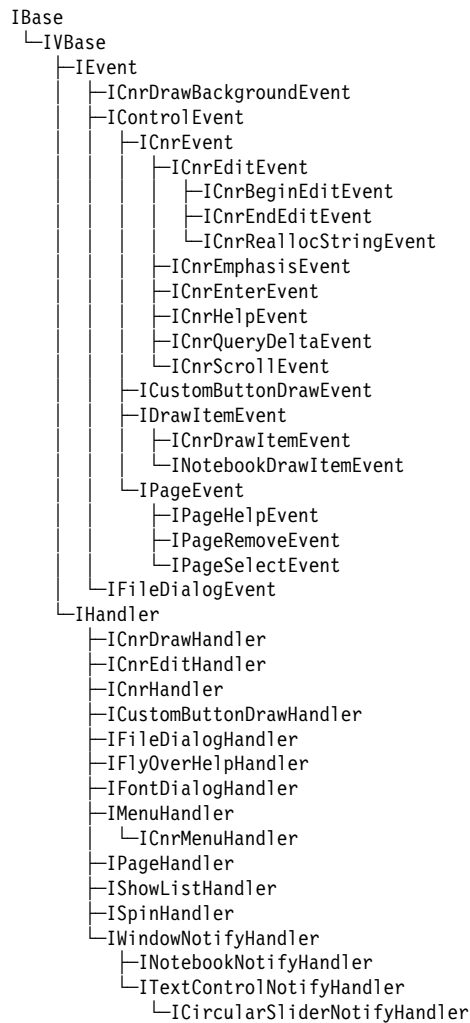 IBase
IVBase
IEvent
ICnrDrawBackgroundEvent
IControlEvent
ICnrEvent
ICnrEditEvent
ICnrBeginEditEvent
ICnrEndEditEvent
ICnrReallocStringEvent
ICnrEmphasisEvent
ICnrEnterEvent
ICnrHelpEvent
ICnrQueryDeltaEvent
ICnrScrollEvent
ICustomButtonDrawEvent
IDrawItemEvent
ICnrDrawItemEvent
INotebookDrawItemEvent
IPageEvent
IPageHelpEvent
IPageRemoveEvent
IPageSelectEvent
IFileDialogEvent
IHandler
ICnrDrawHandler
ICnrEditHandler
ICnrHandler
ICustomButtonDrawHandler
IFileDialogHandler
IFlyOverHelpHandler
IFontDialogHandler
IMenuHandler
ICnrMenuHandler
IPageHandler
IShowListHandler
ISpinHandler
IWindowNotifyHandler
INotebookNotifyHandler
ITextControlNotifyHandler
ICircularSliderNotifyHandler